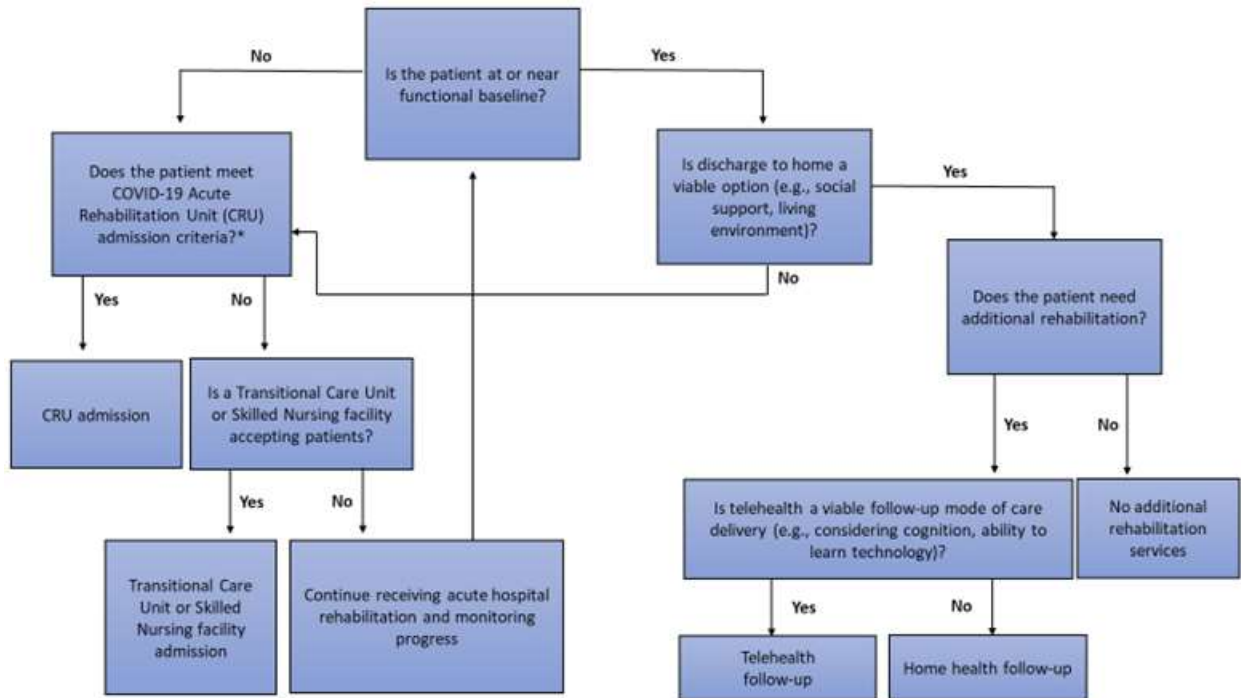 No
Yes
Is the patient at or near
functional baseline?
Does the patient meet
COVID-19 Acute
Rehabilitation Unit (CRU)
admission criteria?*
Is discharge to home a
viable option (e.g., social
support, living
environment)?
Yes
Yes
No
No
Does the patient need
additional rehabilitation?
CRU admission
Is a Transitional Care Unit
or Skilled Nursing facility
accepting patients?
Yes
No
Yes
No
Is telehealth a viable follow-up mode of care
delivery (e.g., considering cognition, ability to
learn technology)?
No additional
rehabilitation
services
Transitional Care
Unit or Skilled
Nursing facility
admission
Continue receiving acute hospital
rehabilitation and monitoring
progress
Yes
No
Telehealth
follow-up
Home health follow-up